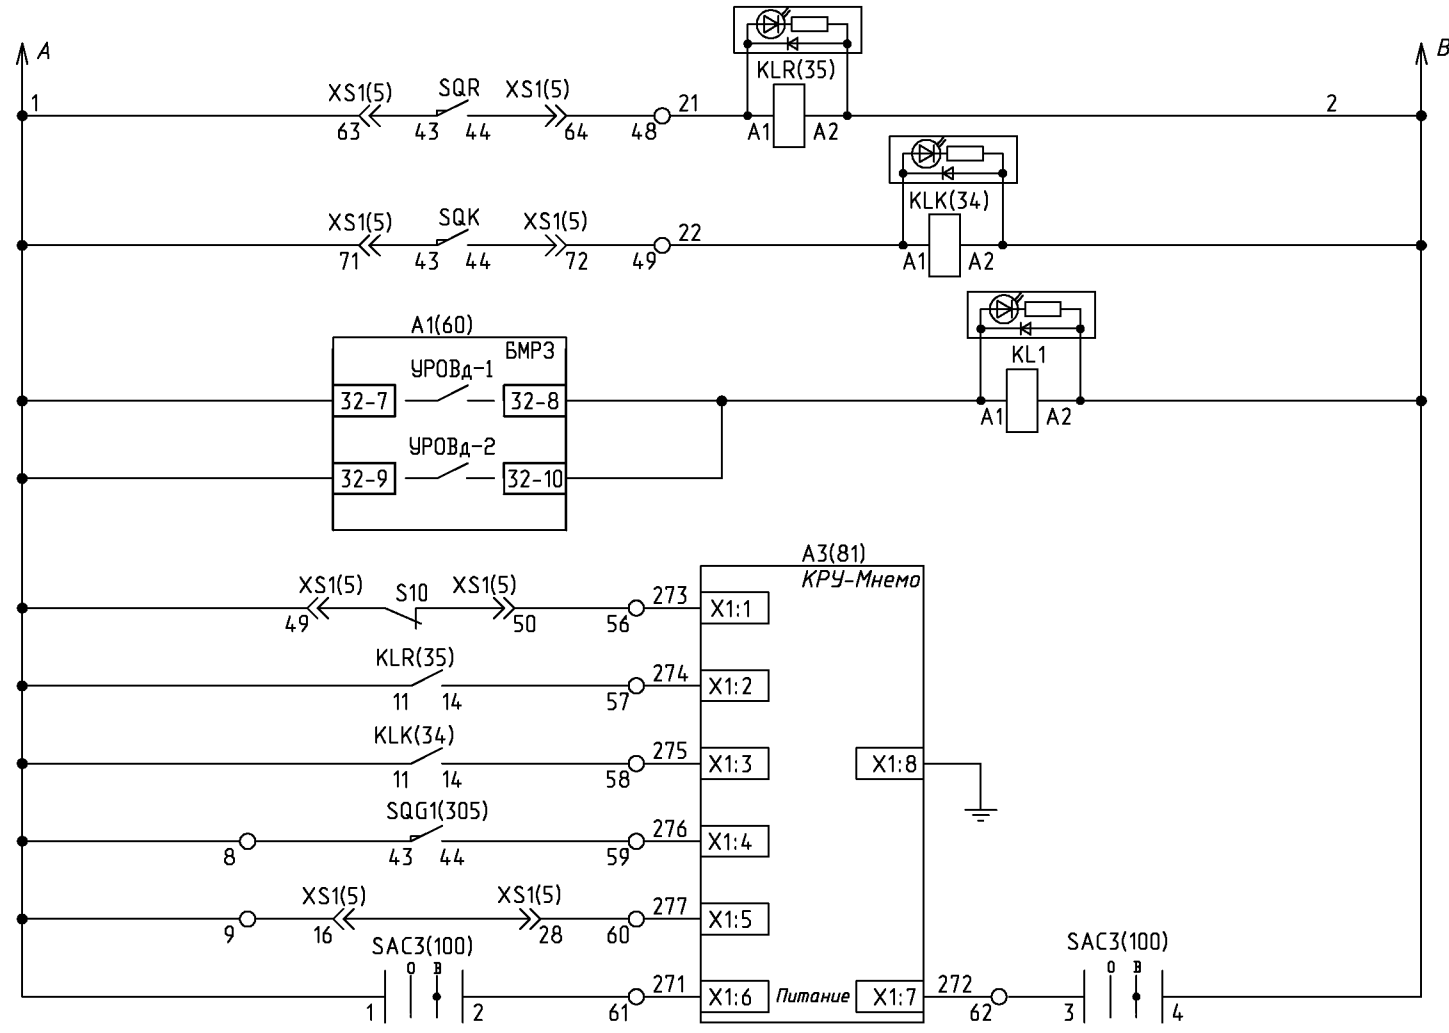 A B
KLR(35)
1 XS1(5) SQR XS1(5) 21 2
63 43 44 64 48 A1 A2
KLK(34)
XS1(5) SQK XS1(5) 22
71 43 44 72 49 A1 A2
A1(60)
БМРЗ KL1
УРОВд-1
32-7 32-8 A1 A2
УРОВд-2
32-9 32-10
A3(81)
КРУ-Мнемо
XS1(5) S10 XS1(5) 273 X1:1
49 50 56
KLR(35) 274 X1:2
11 14 57
KLK(34) 275 X1:3 X1:8
11 14 58
SQG1(305) 276 X1:4
8 43 44 59
XS1(5) XS1(5) 277 X1:5
9 16 28 60
SAC3(100) SAC3(100)
О В О В
271 X1:6 Питание X1:7 272
1 2 61 62 3 4